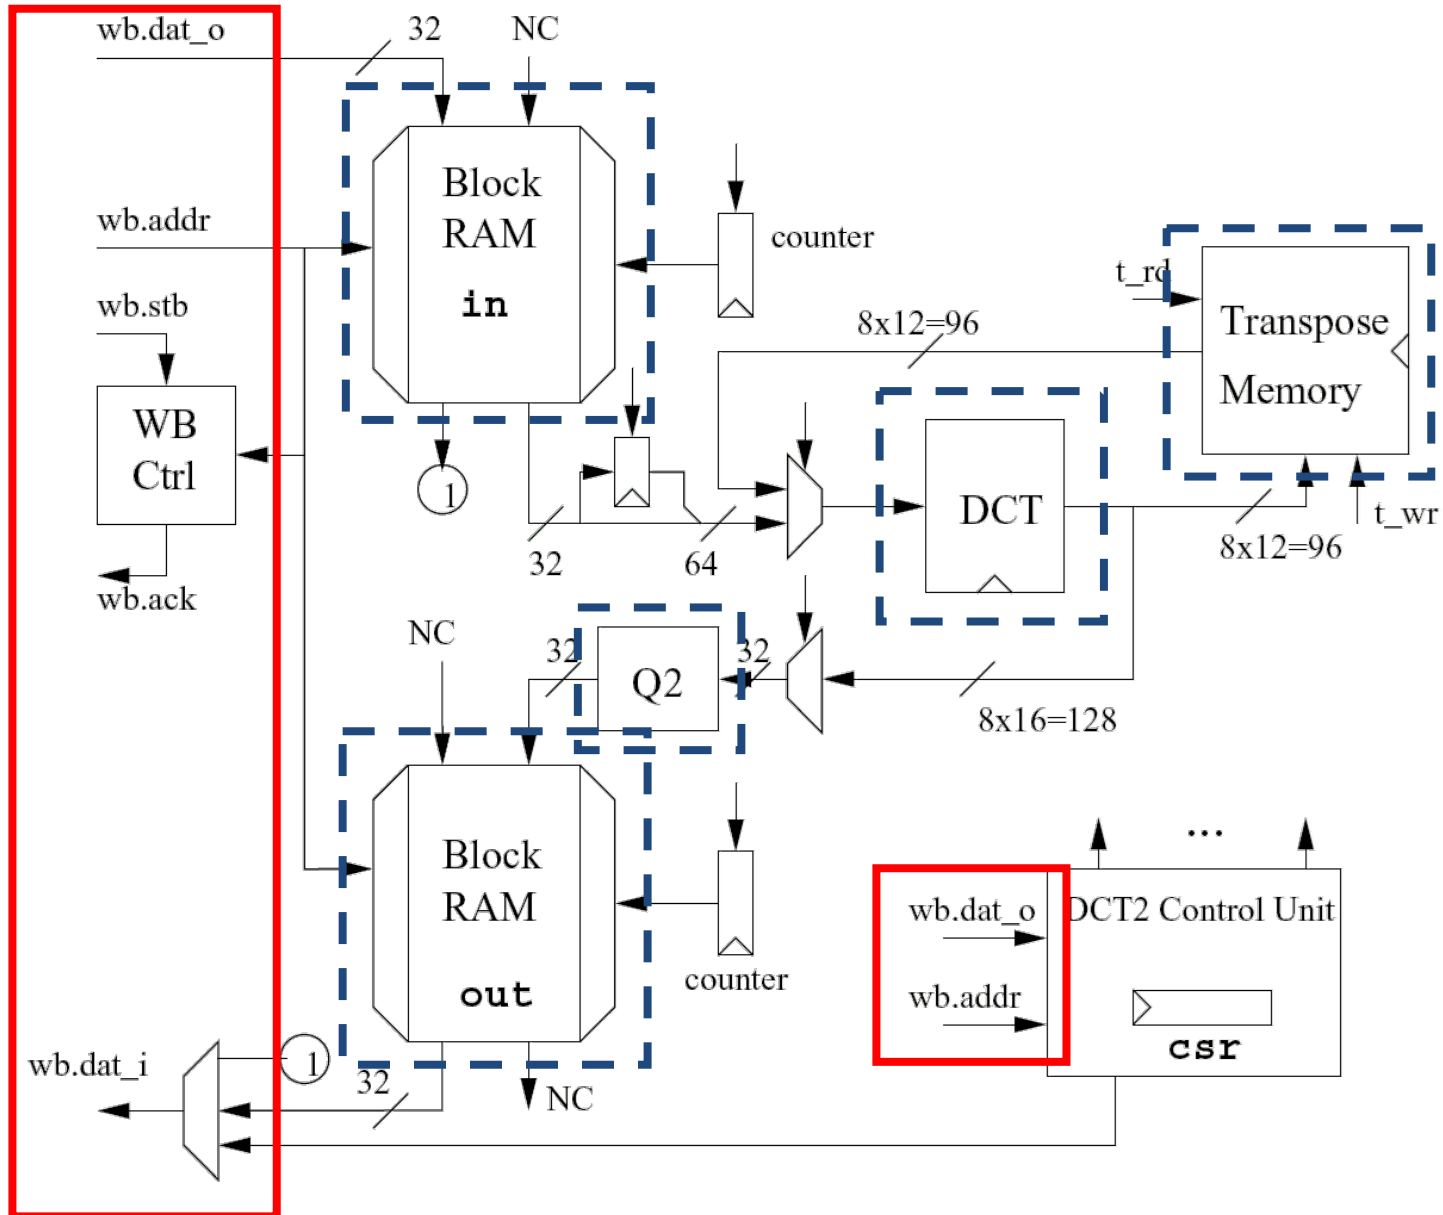 wb.dat_o
32
NC
Block
RAM
in
wb.addr
counter
t_rd
Transpose
Memory
8x12=96
wb.stb
WB
Ctrl
1
DCT
32
64
t_wr
8x12=96
wb.ack
NC
32
Q2
32
8x16=128
Block
RAM
out
counter
...
wb.dat_o
DCT2 Control Unit
wb.addr
csr
wb.dat_i
1
32
NC